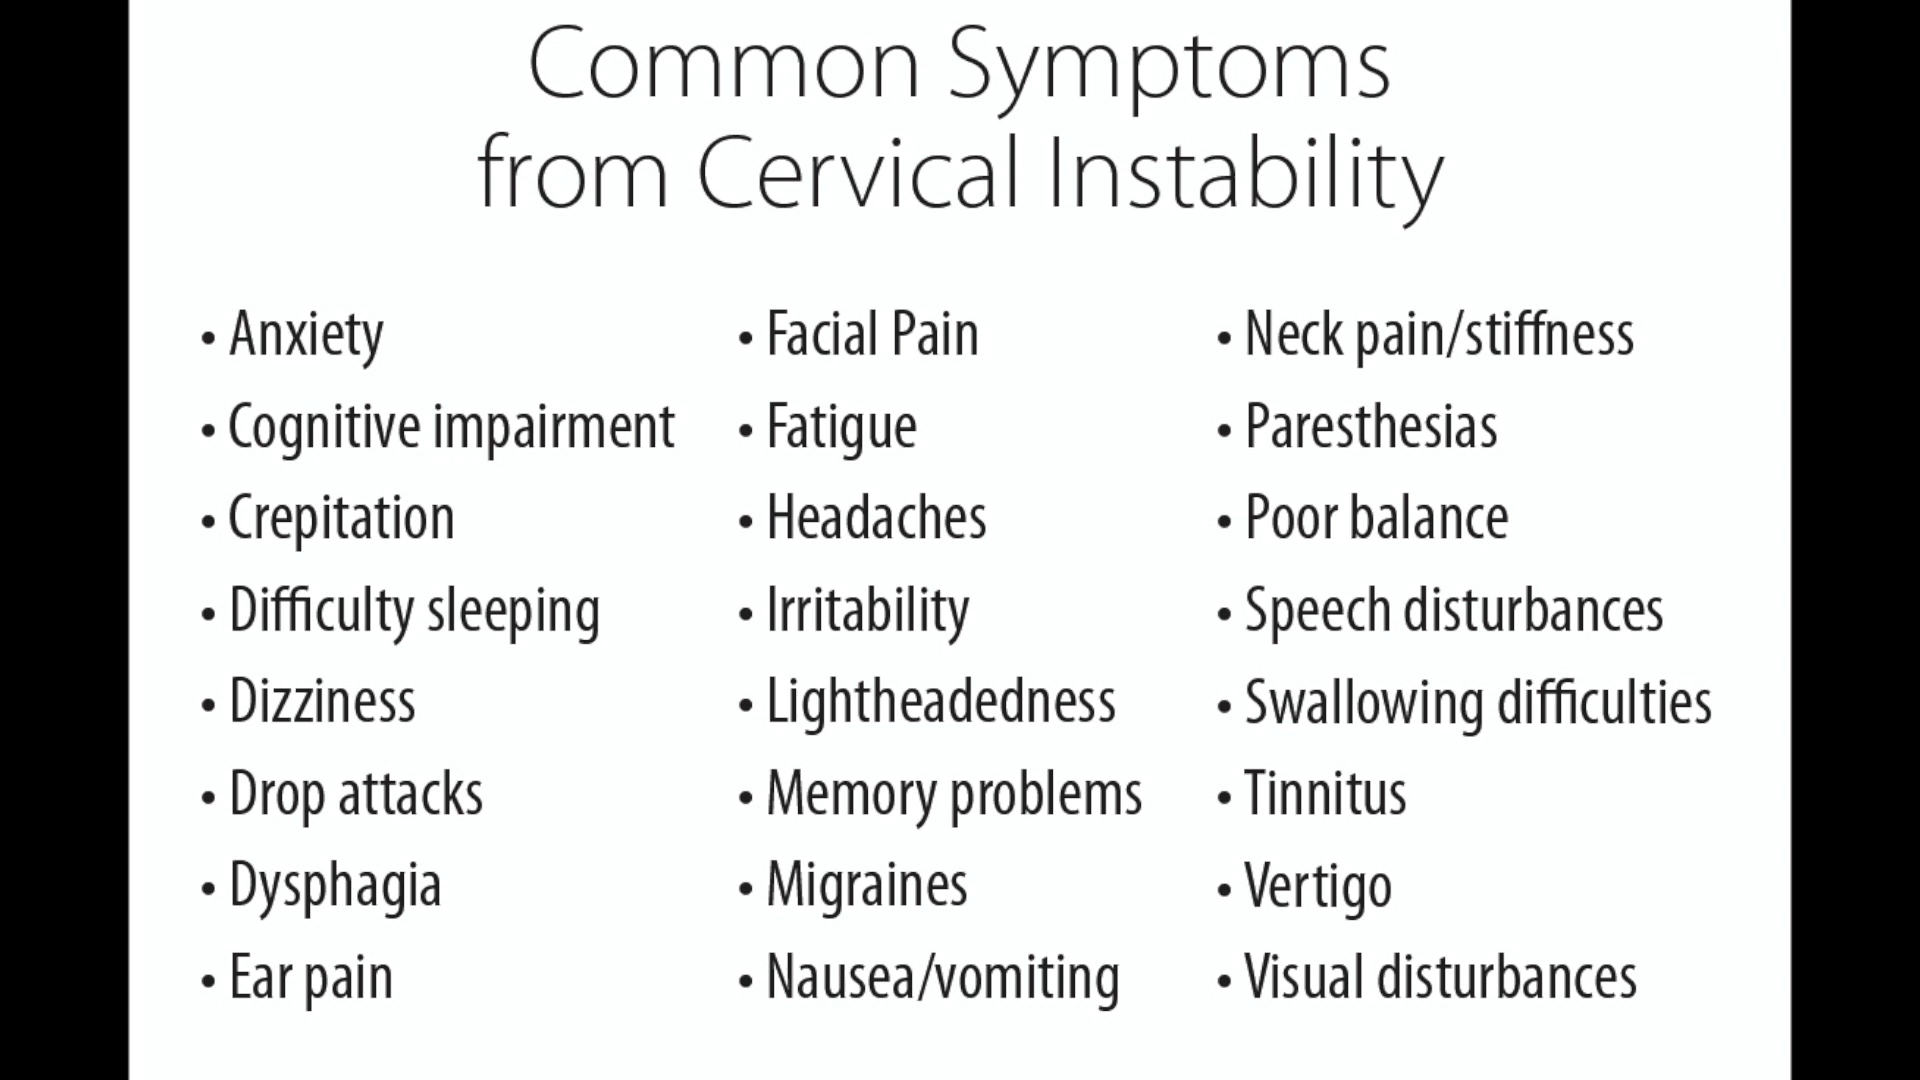 Common Symptoms
from Cervical Instability
• Anxiety
• Cognitive impairment
• Crepitation
• Difficulty sleeping
• Dizziness
• Drop attacks
• Dysphagia
• Ear pain
• Facial Pain
• Fatigue
• Headaches
• Irritability
• Lightheadedness
• Memory problems
• Migraines
• Nausea/vomiting
• Neck pain/stiffness
• Paresthesias
• Poor balance
• Speech disturbances
• Swallowing difficulties
• Tinnitus
• Vertigo
• Visual disturbances